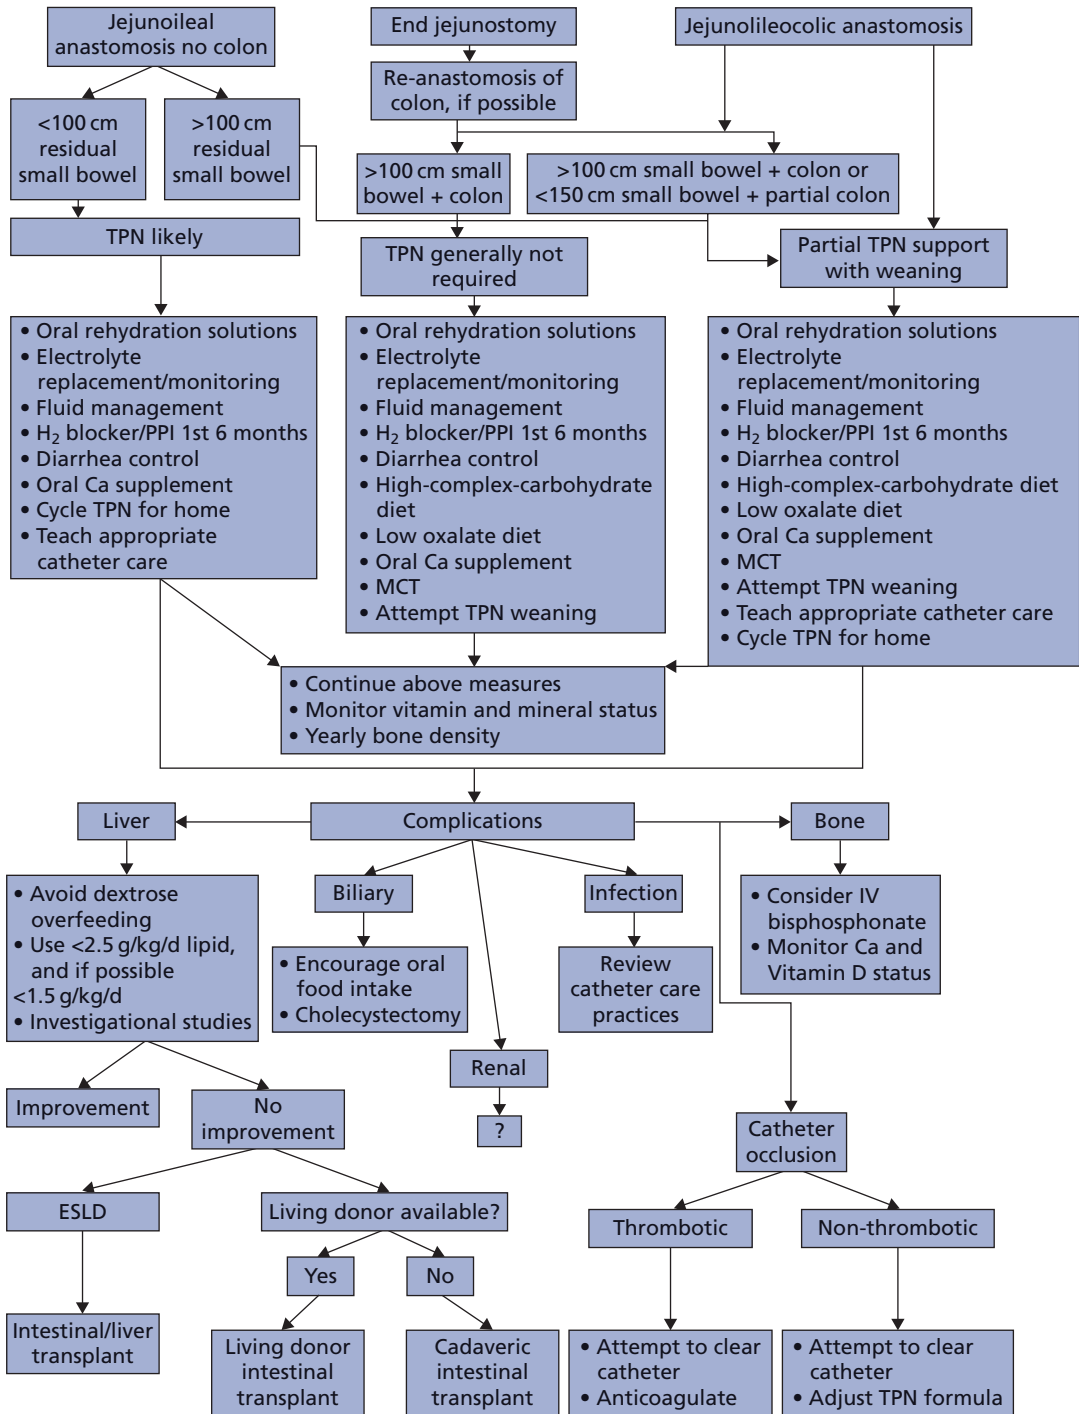 Jejunoileal
anastomosis no colon
End jejunostomy
Jejunolileocolic anastomosis
Re-anastomosis of
colon, if possible
<100 cm
residual
small bowel
>100 cm
residual
small bowel
>100 cm small
bowel + colon
>100 cm small bowel + colon or
<150 cm small bowel + partial colon
TPN likely
TPN generally not
required
Partial TPN support
with weaning
• Oral rehydration solutions
• Electrolyte
replacement/monitoring
• Fluid management
• H₂ blocker/PPI 1st 6 months
• Diarrhea control
• Oral Ca supplement
• Cycle TPN for home
• Teach appropriate
catheter care
• Oral rehydration solutions
• Electrolyte
replacement/monitoring
• Fluid management
• H₂ blocker/PPI 1st 6 months
• Diarrhea control
• High-complex-carbohydrate
diet
• Low oxalate diet
• Oral Ca supplement
• MCT
• Attempt TPN weaning
• Oral rehydration solutions
• Electrolyte
replacement/monitoring
• Fluid management
• H₂ blocker/PPI 1st 6 months
• Diarrhea control
• High-complex-carbohydrate diet
• Low oxalate diet
• Oral Ca supplement
• MCT
• Attempt TPN weaning
• Teach appropriate catheter care
• Cycle TPN for home
• Continue above measures
• Monitor vitamin and mineral status
• Yearly bone density
Liver
Complications
Bone
• Avoid dextrose
overfeeding
• Use <2.5 g/kg/d lipid,
and if possible
<1.5 g/kg/d
• Investigational studies
Biliary
Infection
• Consider IV
bisphosphonate
• Monitor Ca and
Vitamin D status
• Encourage oral
food intake
• Cholecystectomy
Review
catheter care
practices
Renal
?
Improvement
No
improvement
Catheter
occlusion
ESLD
Living donor available?
Thrombotic
Non-thrombotic
Yes
No
Intestinal/liver
transplant
Living donor
intestinal
transplant
Cadaveric
intestinal
transplant
• Attempt to clear
catheter
• Anticoagulate
• Attempt to clear
catheter
• Adjust TPN formula